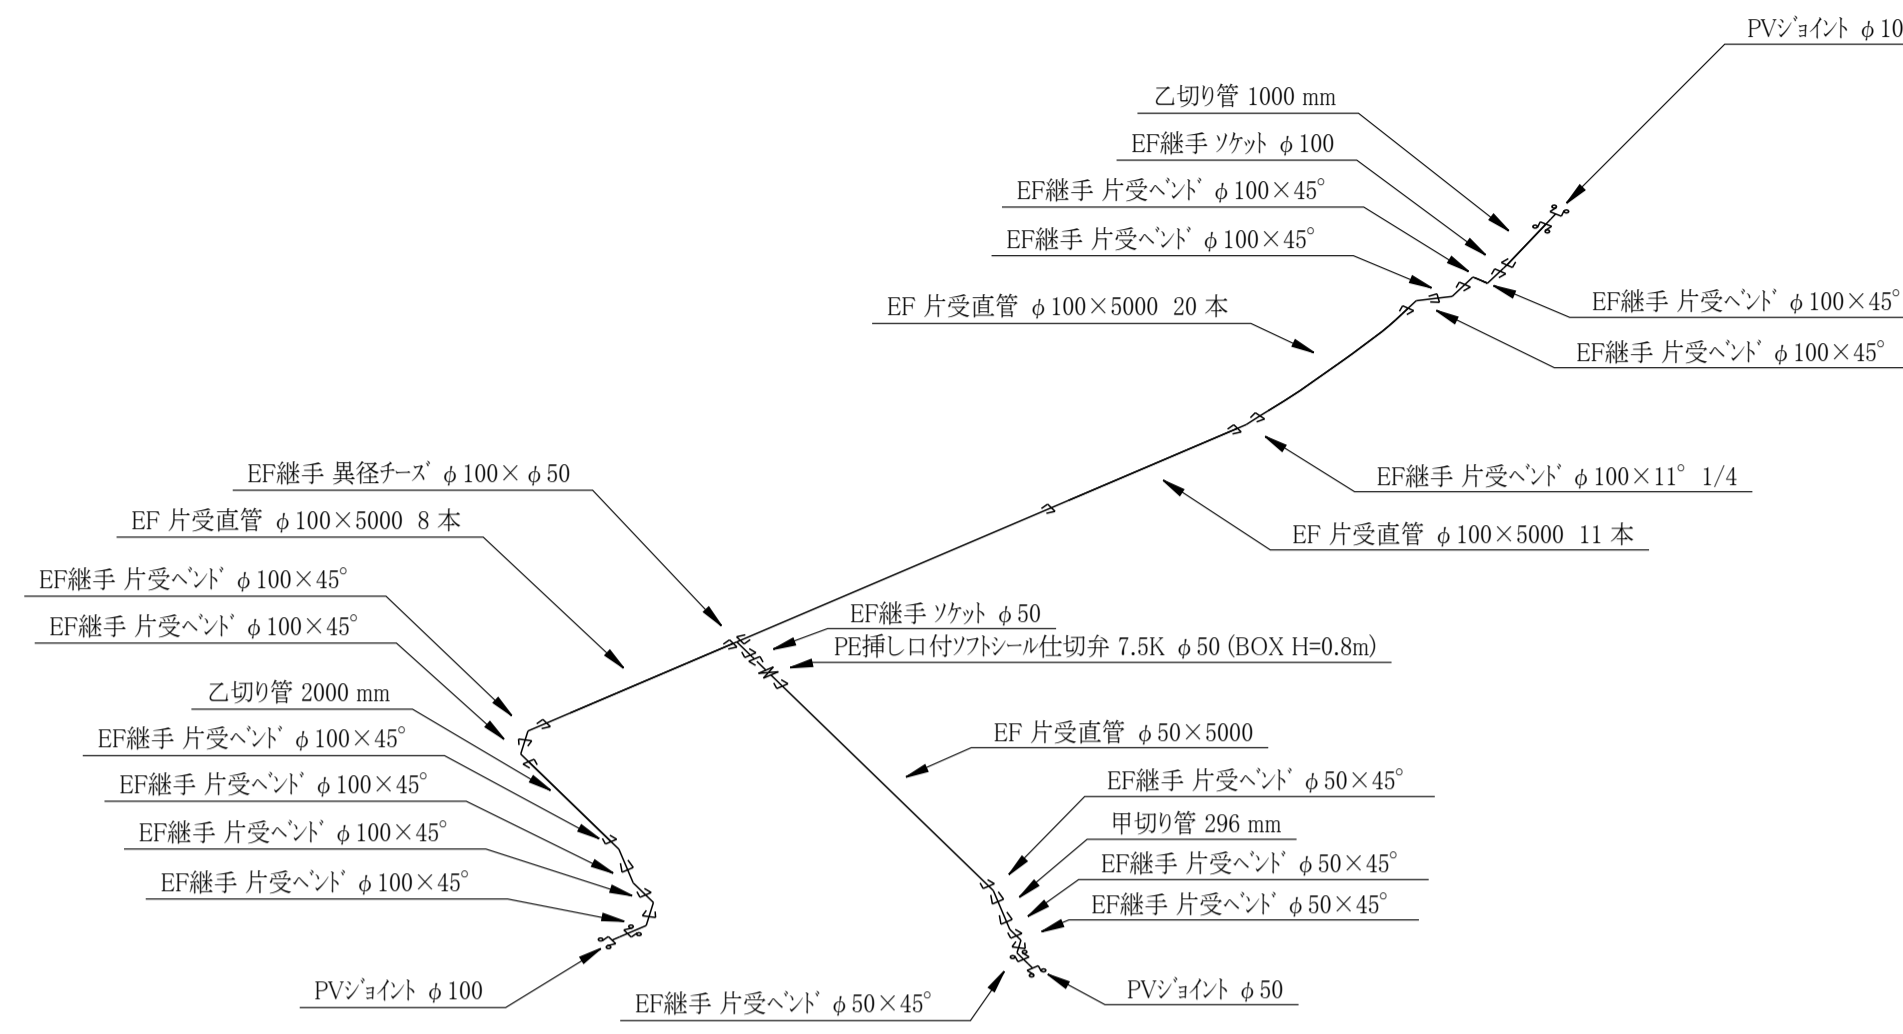 PVジョイント φ10
乙切り管 1000 mm
EF継手 ソケット φ100
EF継手 片受ベンド φ100×45°
EF継手 片受ベンド φ100×45°
EF 片受直管 φ100×5000 20 本
EF継手 片受ベンド φ100×45°
EF継手 片受ベンド φ100×45°
EF継手 片受ベンド φ100×11° 1/4
EF 片受直管 φ100×5000 11 本
EF継手 異径チーズ φ100×φ50
EF 片受直管 φ100×5000 8 本
EF継手 片受ベンド φ100×45°
EF継手 片受ベンド φ100×45°
乙切り管 2000 mm
EF継手 片受ベンド φ100×45°
EF継手 片受ベンド φ100×45°
EF継手 片受ベンド φ100×45°
EF継手 片受ベンド φ100×45°
PVジョイント φ100
EF継手 ソケット φ50
PE挿し口付ソフトシール仕切弁 7.5K φ50 (BOX H=0.8m)
EF 片受直管 φ50×5000
EF継手 片受ベンド φ50×45°
甲切り管 296 mm
EF継手 片受ベンド φ50×45°
EF継手 片受ベンド φ50×45°
EF継手 片受ベンド φ50×45°
PVジョイント φ50